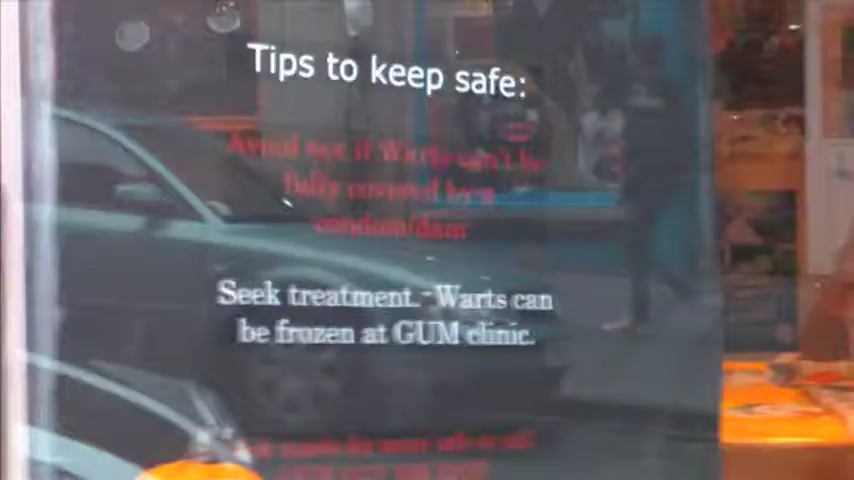 Tips to keep safe:
Avoid sex if Warts can't be
fully covered by a
condom/dam
Seek treatment. Warts can
be frozen at GUM clinic.